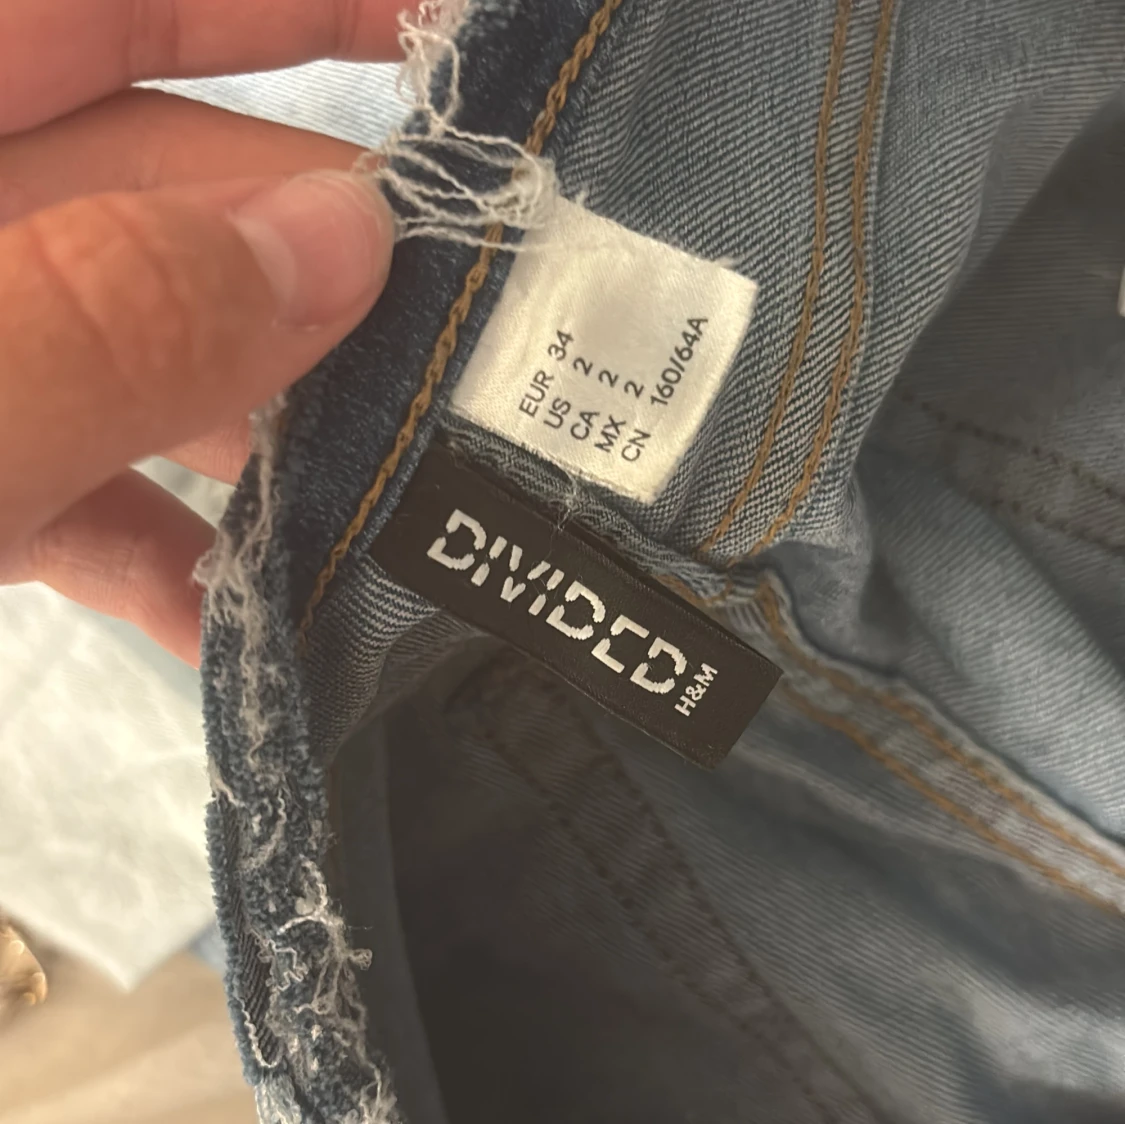 EUR 34
US 2
CA 2
MX 2
CN 160/64A
DIVIDED
H&M